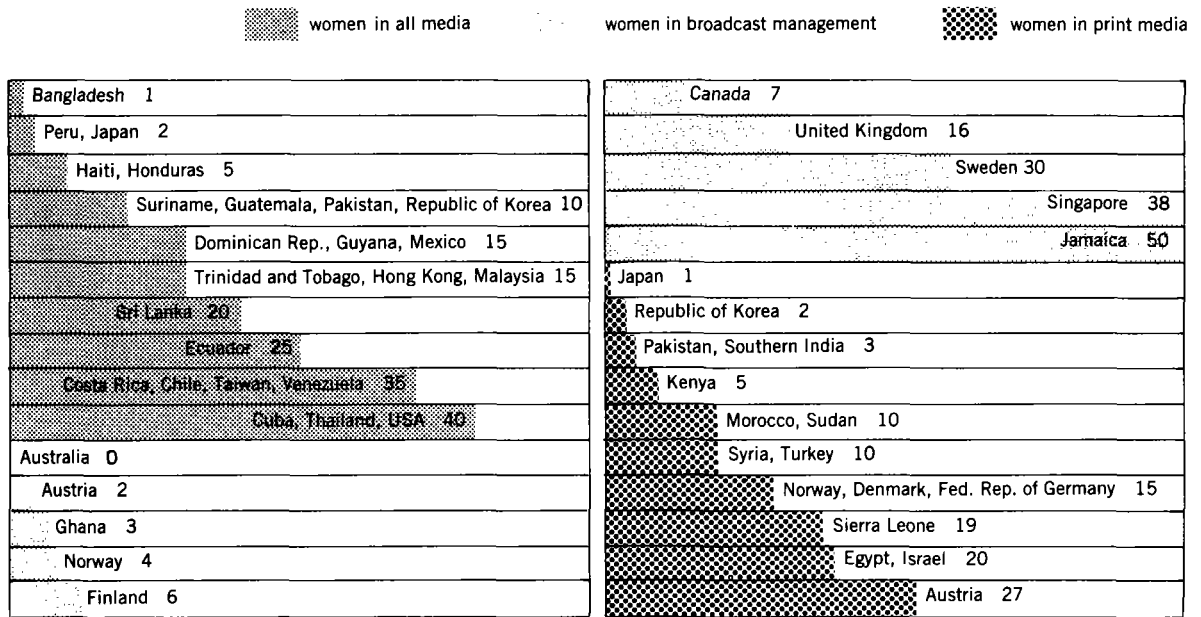 women in all media
women in broadcast management
women in print media
Bangladesh 1
Peru, Japan 2
Haiti, Honduras 5
Suriname, Guatemala, Pakistan, Republic of Korea 10
Dominican Rep., Guyana, Mexico 15
Trinidad and Tobago, Hong Kong, Malaysia 15
Sri Lanka 20
Ecuador 25
Costa Rica, Chile, Taiwan, Venezuela 35
Cuba, Thailand, USA 40
Australia 0
Austria 2
Ghana 3
Norway 4
Finland 6
Canada 7
United Kingdom 16
Sweden 30
Singapore 38
Jamaica 50
Japan 1
Republic of Korea 2
Pakistan, Southern India 3
Kenya 5
Morocco, Sudan 10
Syria, Turkey 10
Norway, Denmark, Fed. Rep. of Germany 15
Sierra Leone 19
Egypt, Israel 20
Austria 27